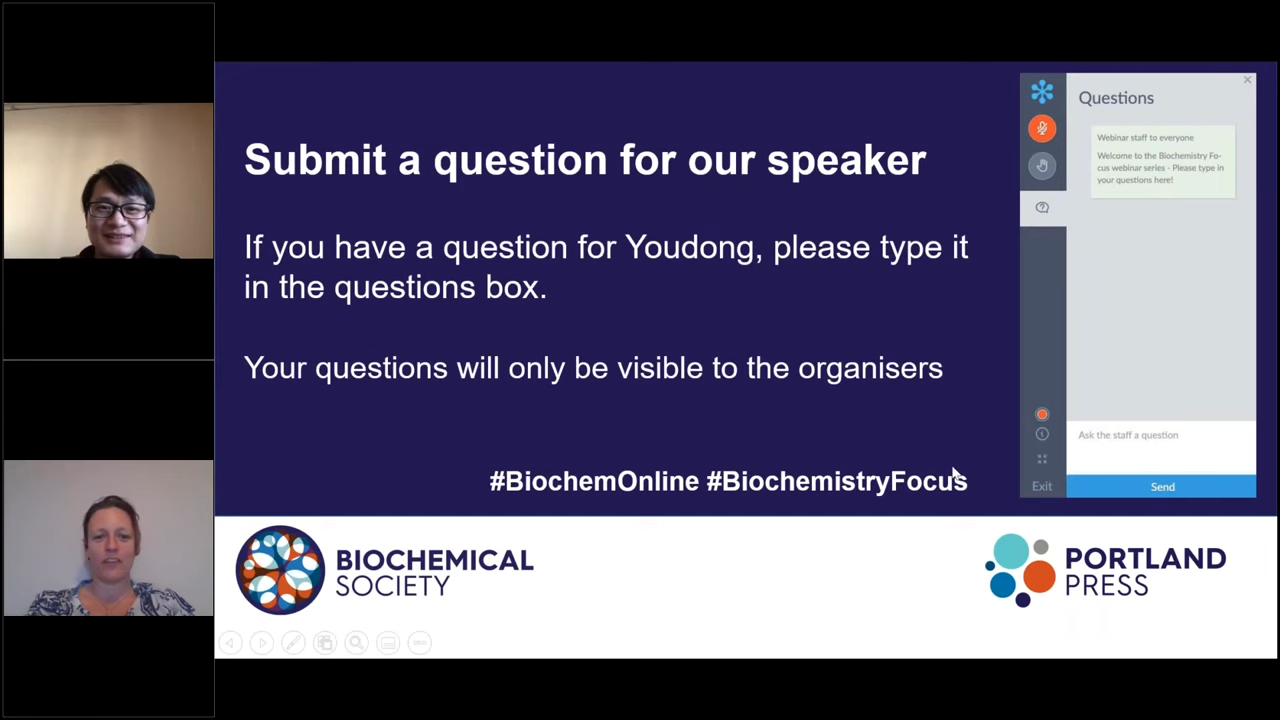 Submit a question for our speaker
If you have a question for Youdong, please type it
in the questions box.
Your questions will only be visible to the organisers
#BiochemOnline #BiochemistryFocus
Questions
Webinar staff to everyone
Welcome to the Biochemistry Fo-
cus webinar series - Please type in
your questions here!
Ask the staff a question
Exit
Send
BIOCHEMICAL
SOCIETY
PORTLAND
PRESS